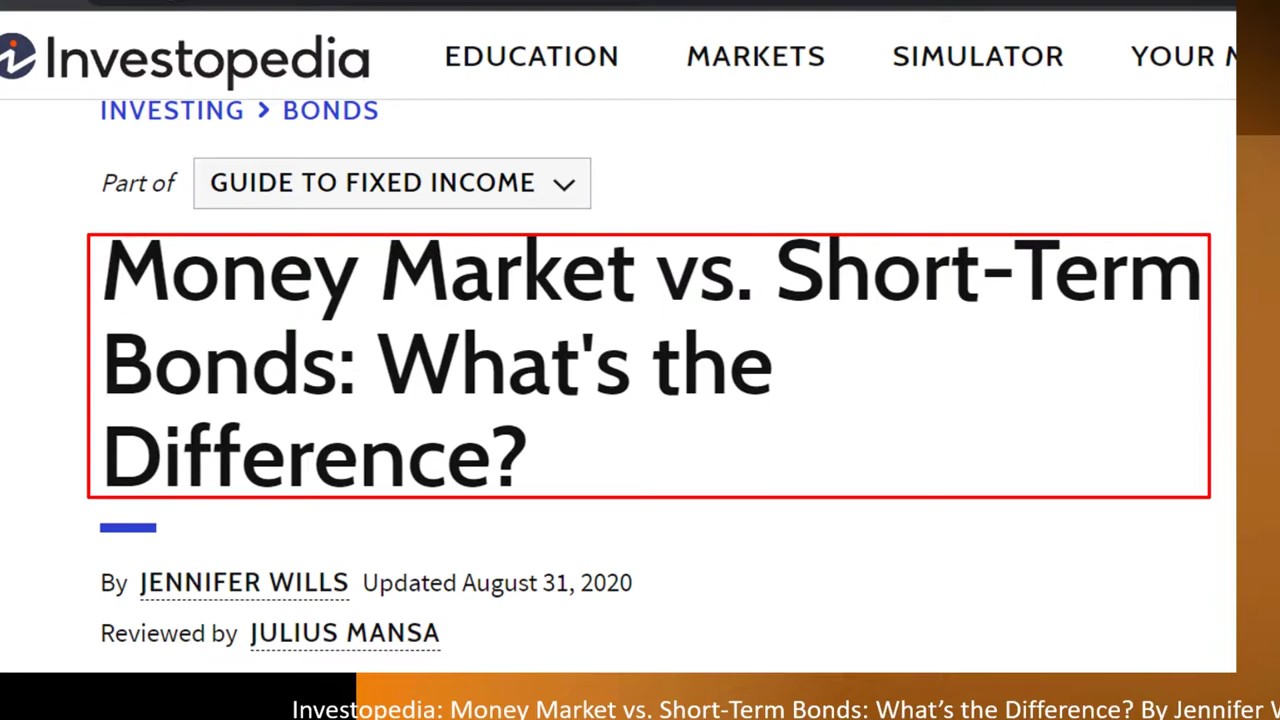 Investopedia EDUCATION MARKETS SIMULATOR YOUR
INVESTING > BONDS
Part of GUIDE TO FIXED INCOME
Money Market vs. Short-Term
Bonds: What's the
Difference?
By JENNIFER WILLS Updated August 31, 2020
Reviewed by JULIUS MANSA
Investopedia: Money Market vs. Short-Term Bonds: What’s the Difference? By Jennifer